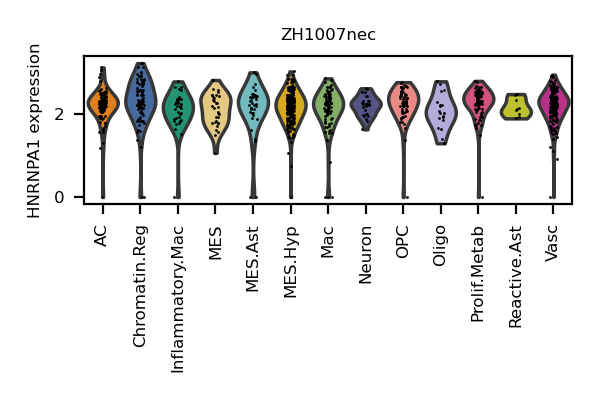 ZH1007nec
HNRNPA1 expression
2
0
AC
Chromatin.Reg
Inflammatory.Mac
MES
MES.Ast
MES.Hyp
Mac
Neuron
OPC
Oligo
Prolif.Metab
Reactive.Ast
Vasc